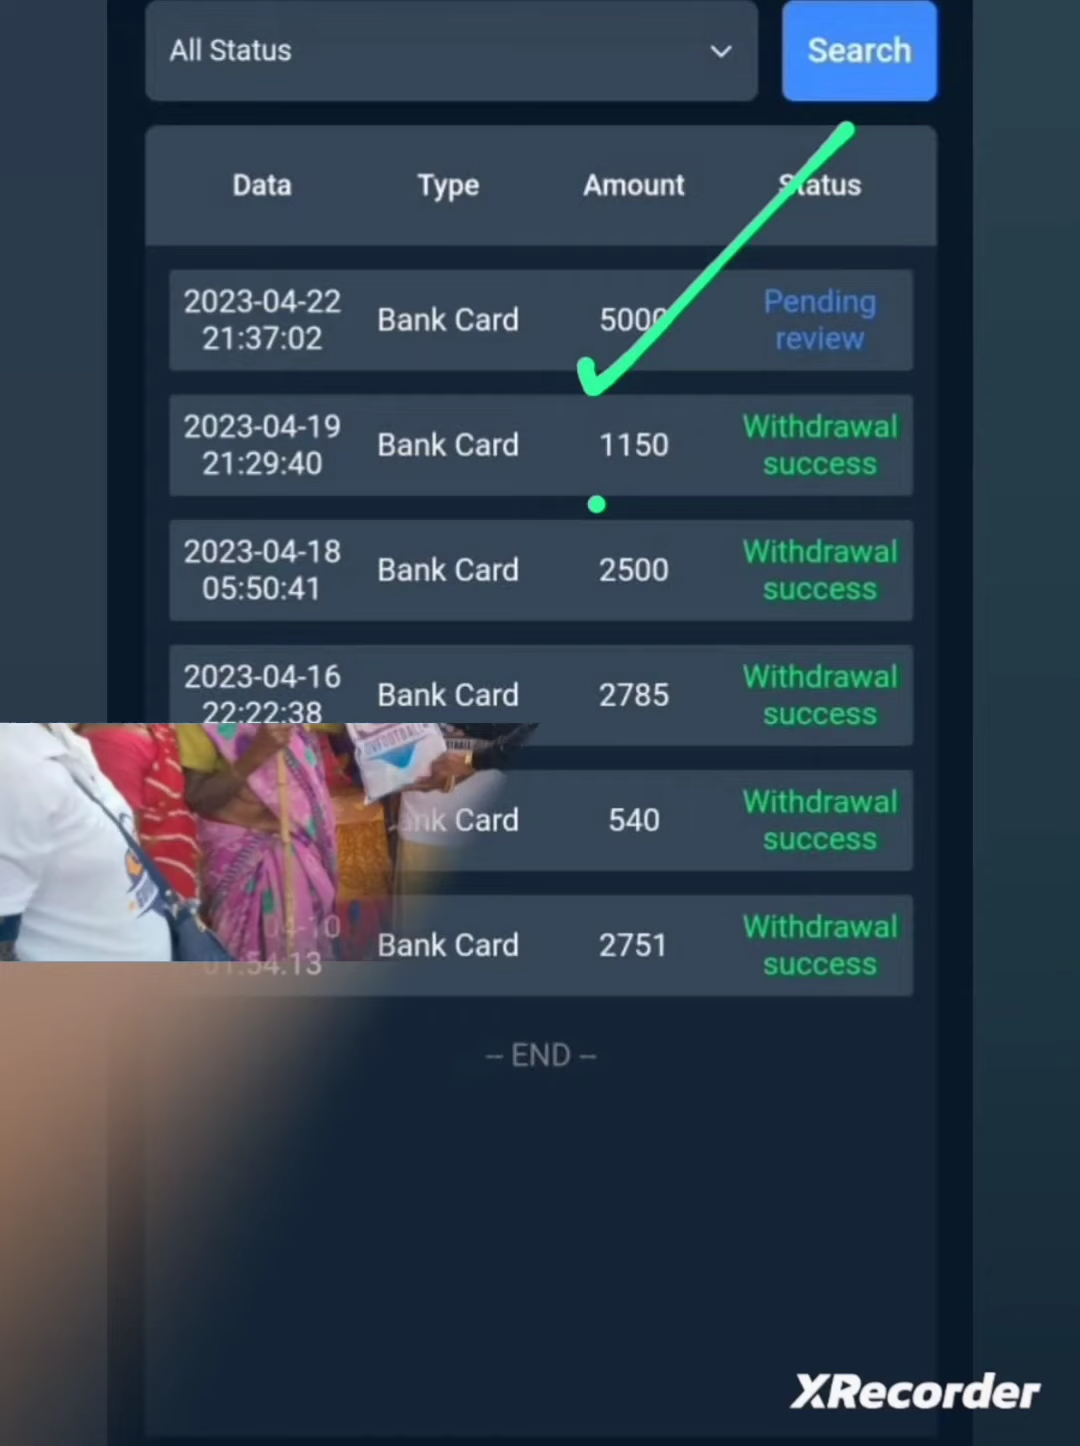 All Status
Search
Data Type Amount Status
2023-04-22 21:37:02 Bank Card 5000 Pending review
2023-04-19 21:29:40 Bank Card 1150 Withdrawal success
2023-04-18 05:50:41 Bank Card 2500 Withdrawal success
2023-04-16 22:22:38 Bank Card 2785 Withdrawal success
Card 540 Withdrawal success
Bank Card 2751 Withdrawal success
-- END --
XRecorder